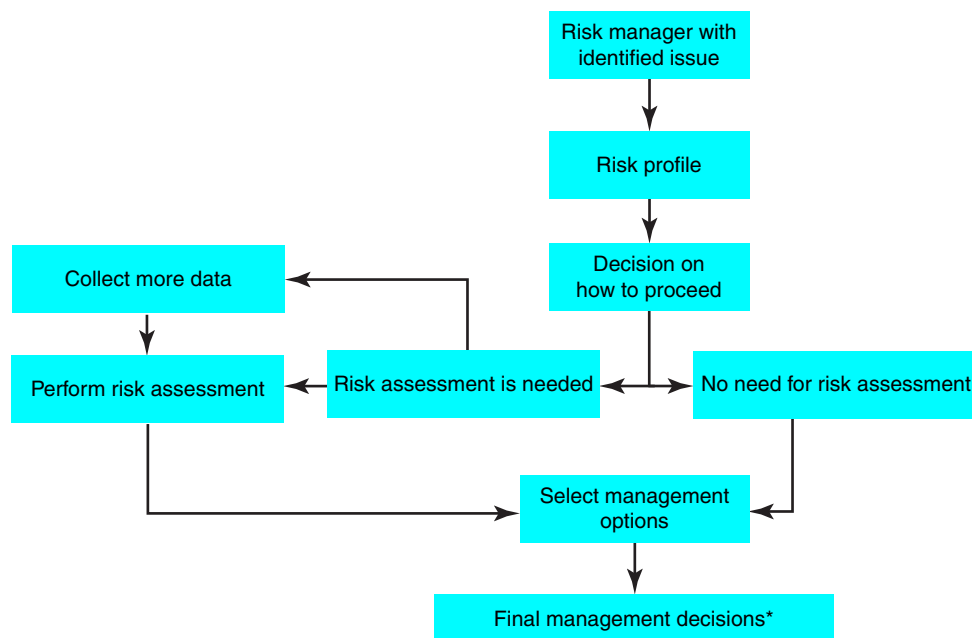 Risk manager with
identified issue
Risk profile
Decision on
how to proceed
Collect more data
Perform risk assessment
Risk assessment is needed
No need for risk assessment
Select management
options
Final management decisions*